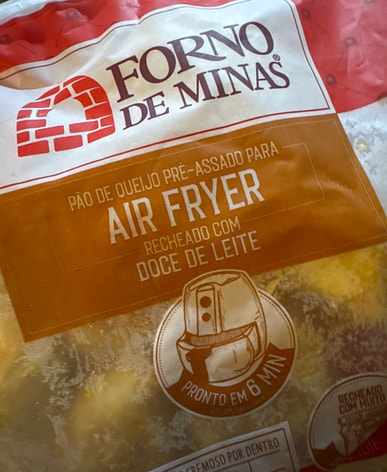 FORNO
DE MINAS®
PÃO DE QUEIJO PRÉ-ASSADO PARA
AIR FRYER
RECHEADO COM
DOCE DE LEITE
PRONTO EM 6 MIN
RECHEADO
COM MUITO
CREMOSO POR DENTRO